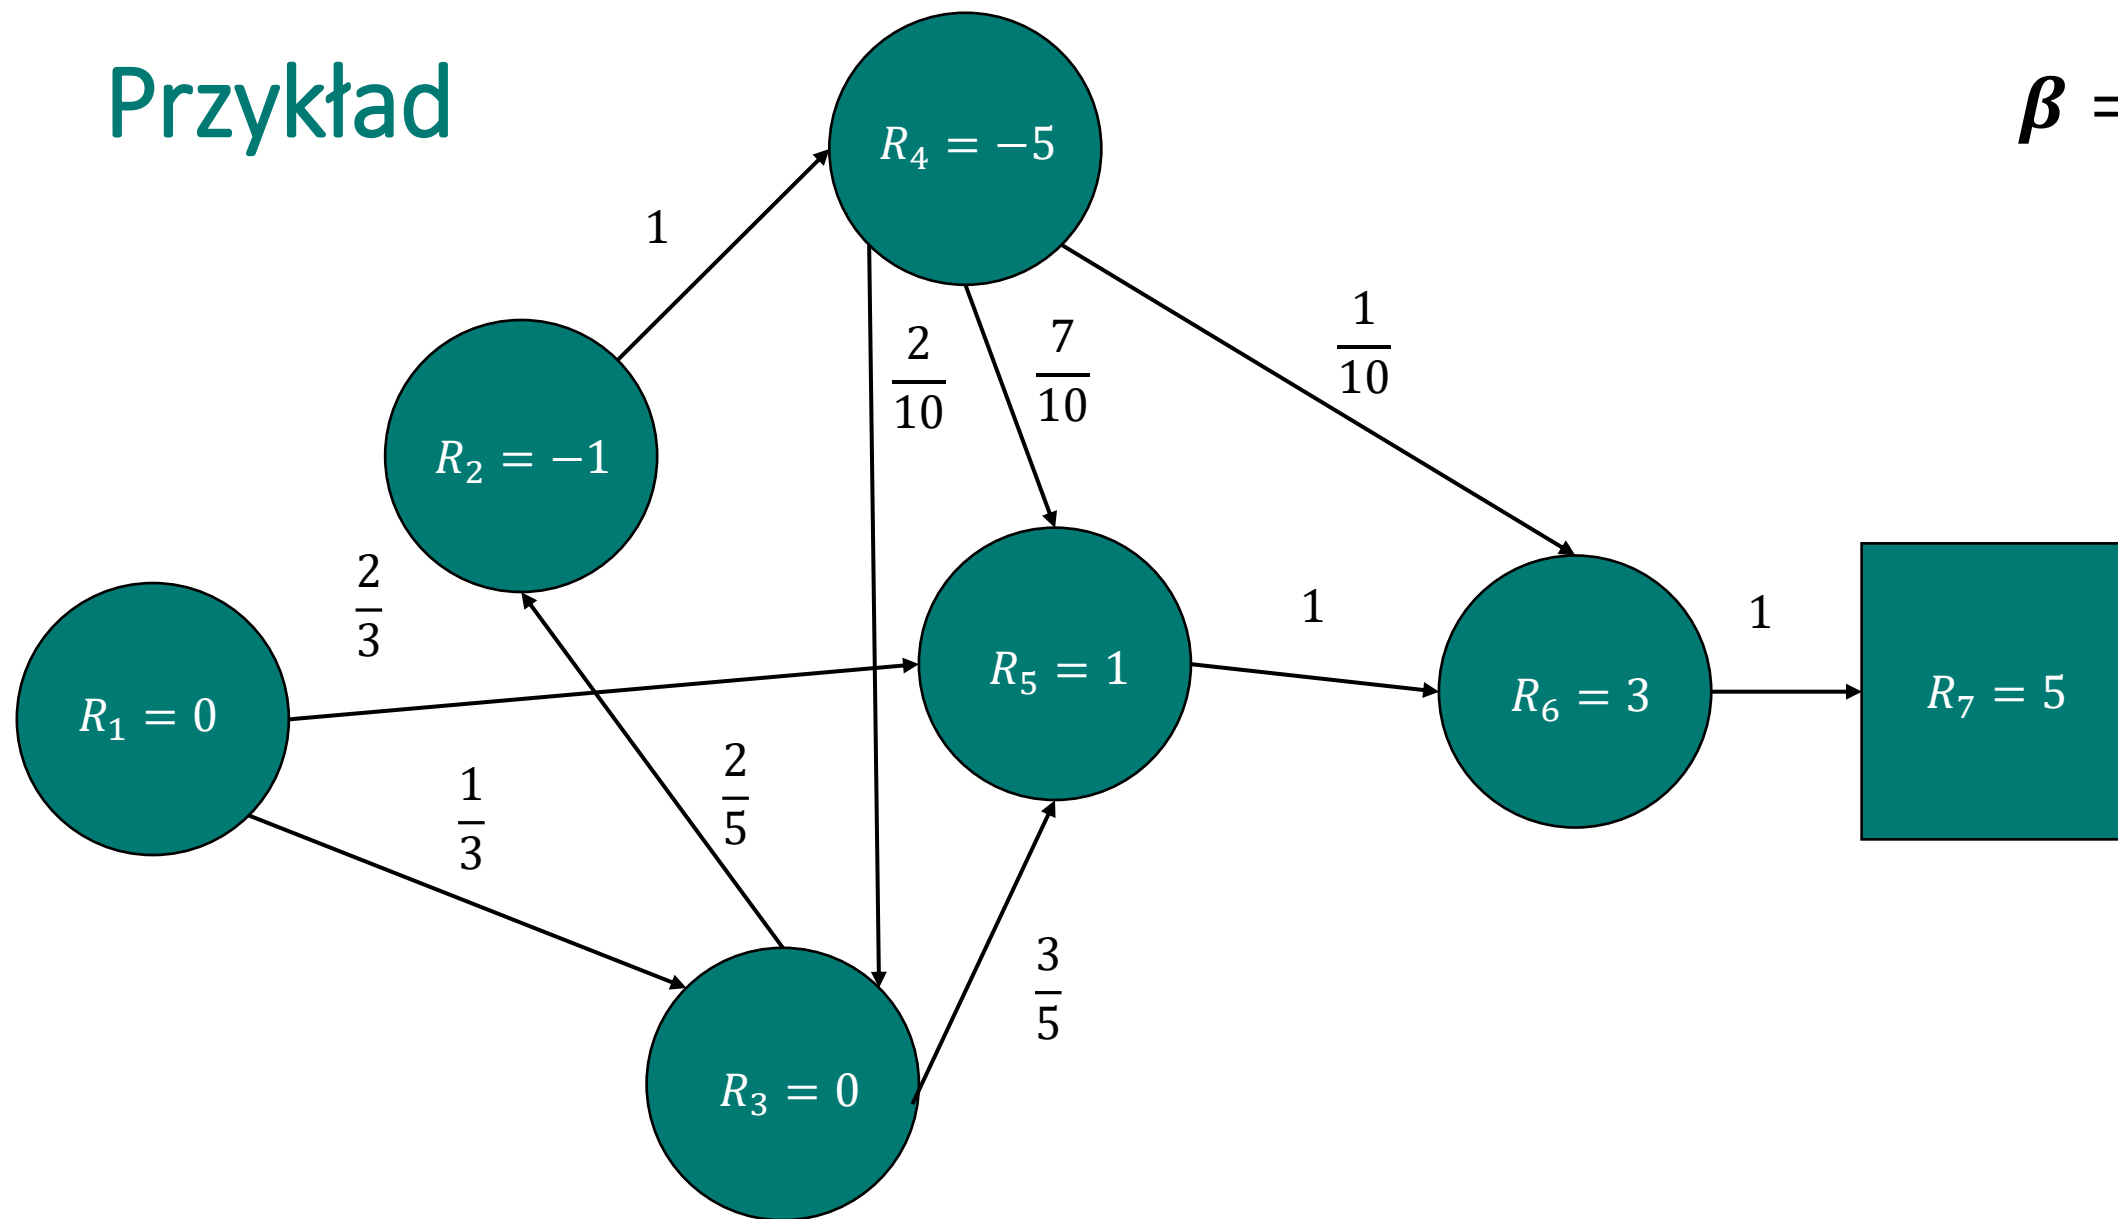 Przykład
β =
R₄ = −5
1
2/10
7/10
1/10
R₂ = −1
2/3
1
1
R₅ = 1
R₁ = 0
R₆ = 3
R₇ = 5
1/3
2/5
3/5
R₃ = 0